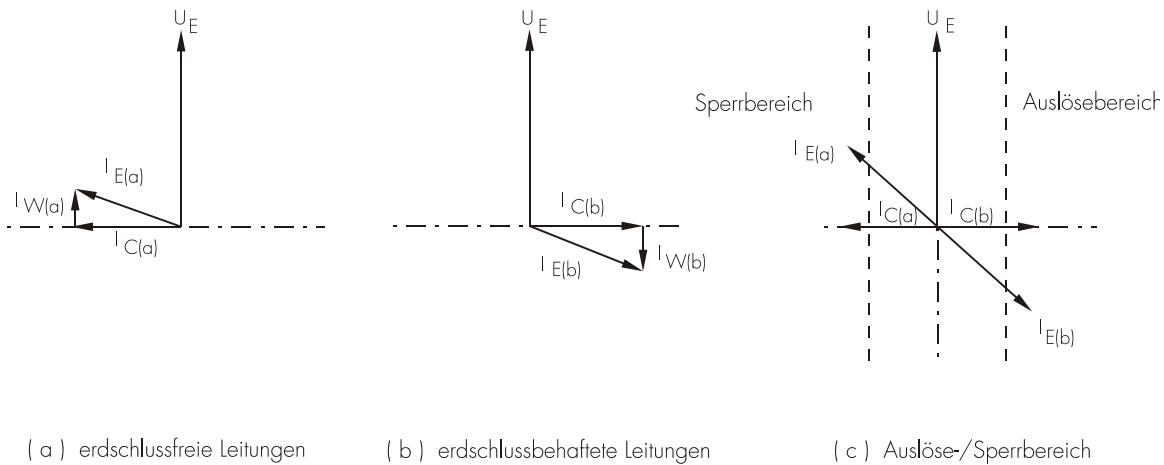 U E
I E(a)
I W(a)
I C(a)
( a ) erdschlussfreie Leitungen
U E
I C(b)
I E(b)
I W(b)
( b ) erdschlussbehaftete Leitungen
U E
Sperrbereich
Auslösebereich
I E(a)
I C(a)
I C(b)
I E(b)
( c ) Auslöse-/Sperrbereich